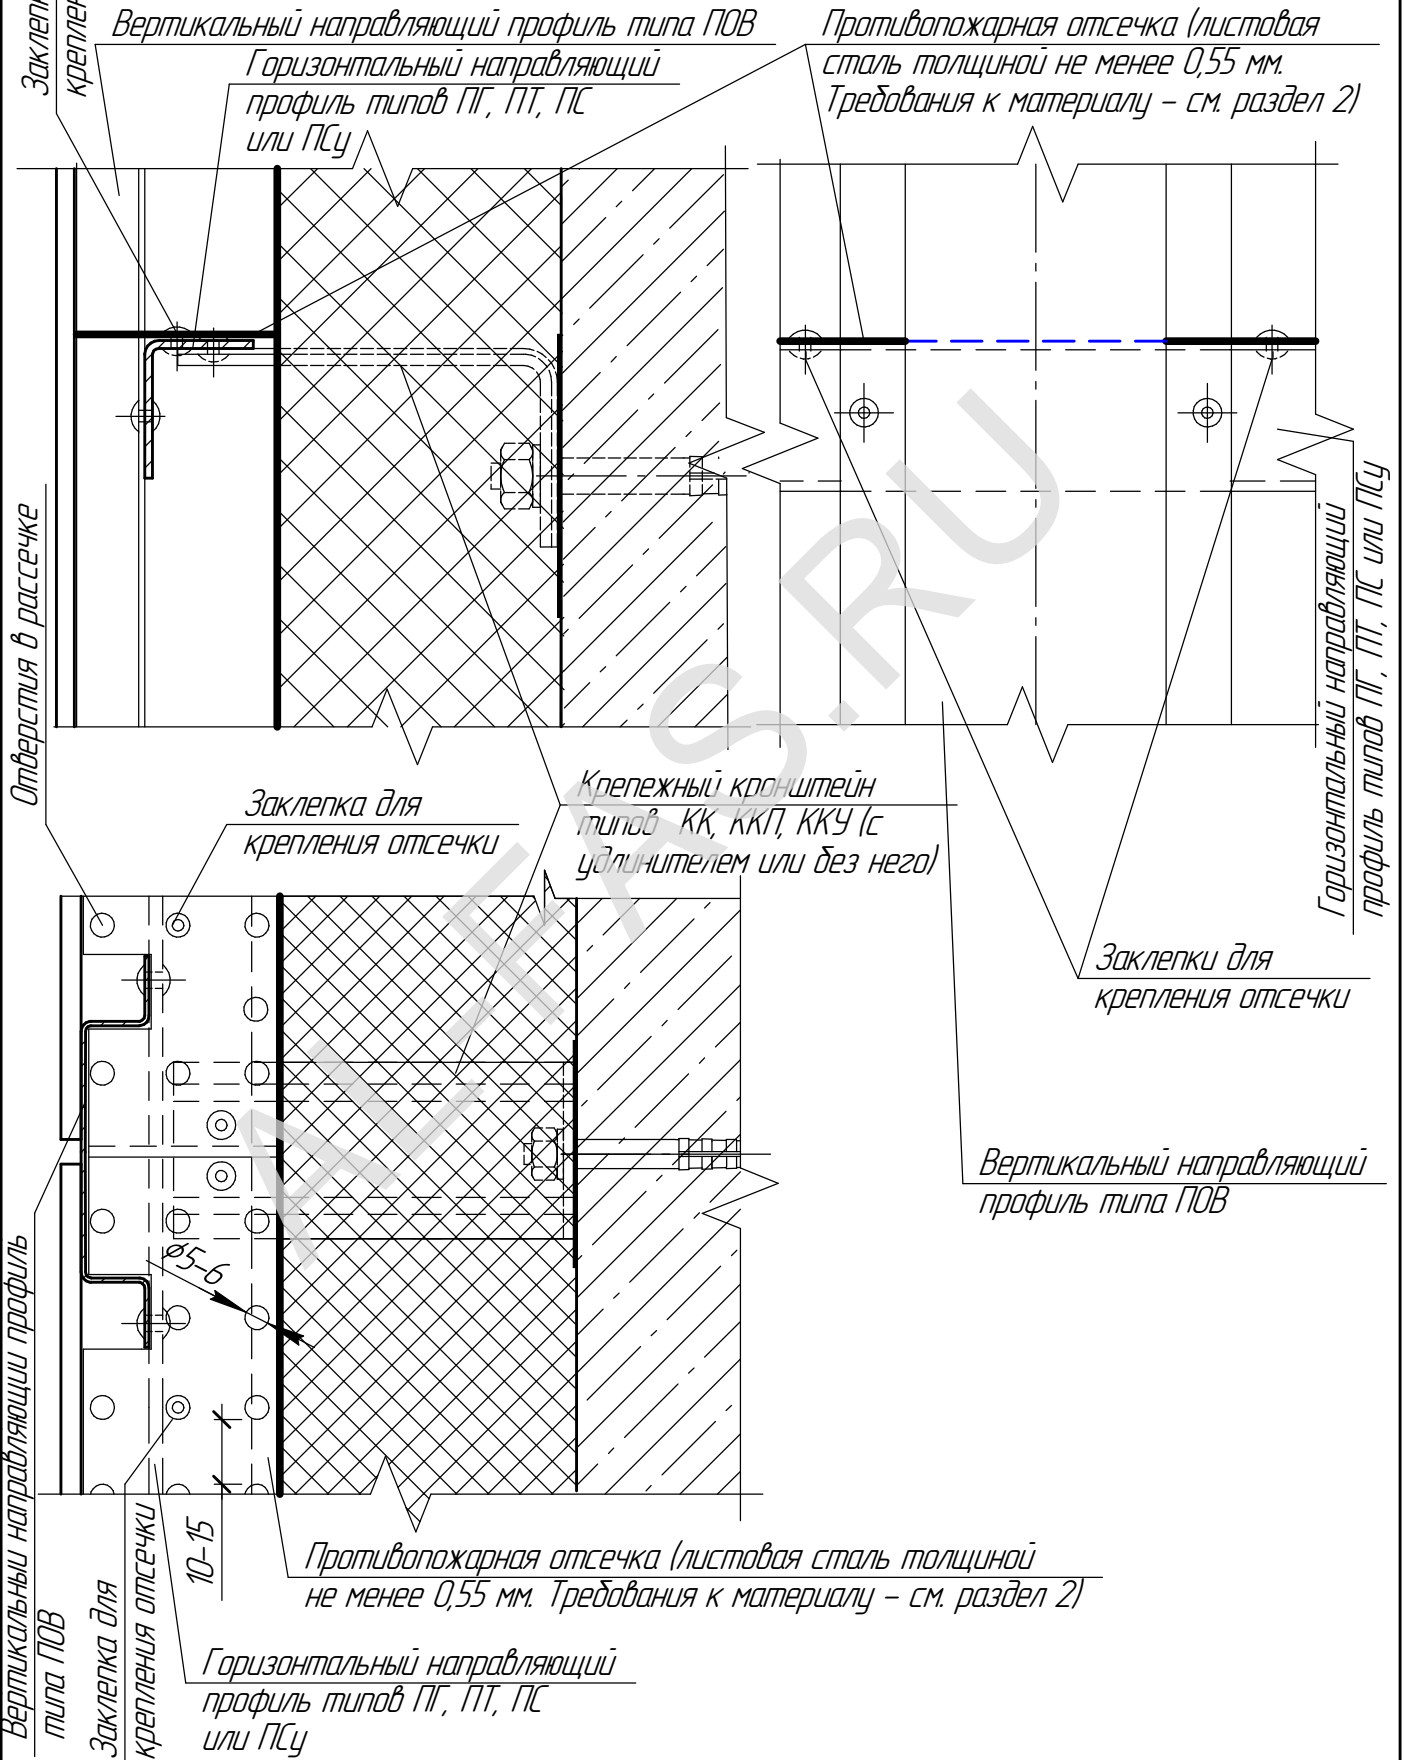 Заклепк
креплен
Вертикальный направляющий профиль типа ПОВ
Горизонтальный направляющий
профиль типов ПГ, ПТ, ПС
или ПСу
Противопожарная отсечка (листовая
сталь толщиной не менее 0,55 мм.
Требования к материалу – см. раздел 2)
Отверстия в рассечке
Горизонтальный направляющий
профиль типов ПГ, ПТ, ПС или ПСу
Заклепка для
крепления отсечки
Крепежный кронштейн
типов КК, ККП, ККУ (с
удлинителем или без него)
Заклепки для
крепления отсечки
Вертикальный направляющий
профиль типа ПОВ
Вертикальный направляющий профиль
типа ПОВ
Заклепка для
крепления отсечки
ø5-6
10-15
Противопожарная отсечка (листовая сталь толщиной
не менее 0,55 мм. Требования к материалу – см. раздел 2)
Горизонтальный направляющий
профиль типов ПГ, ПТ, ПС
или ПСу
AL-FAS.RU